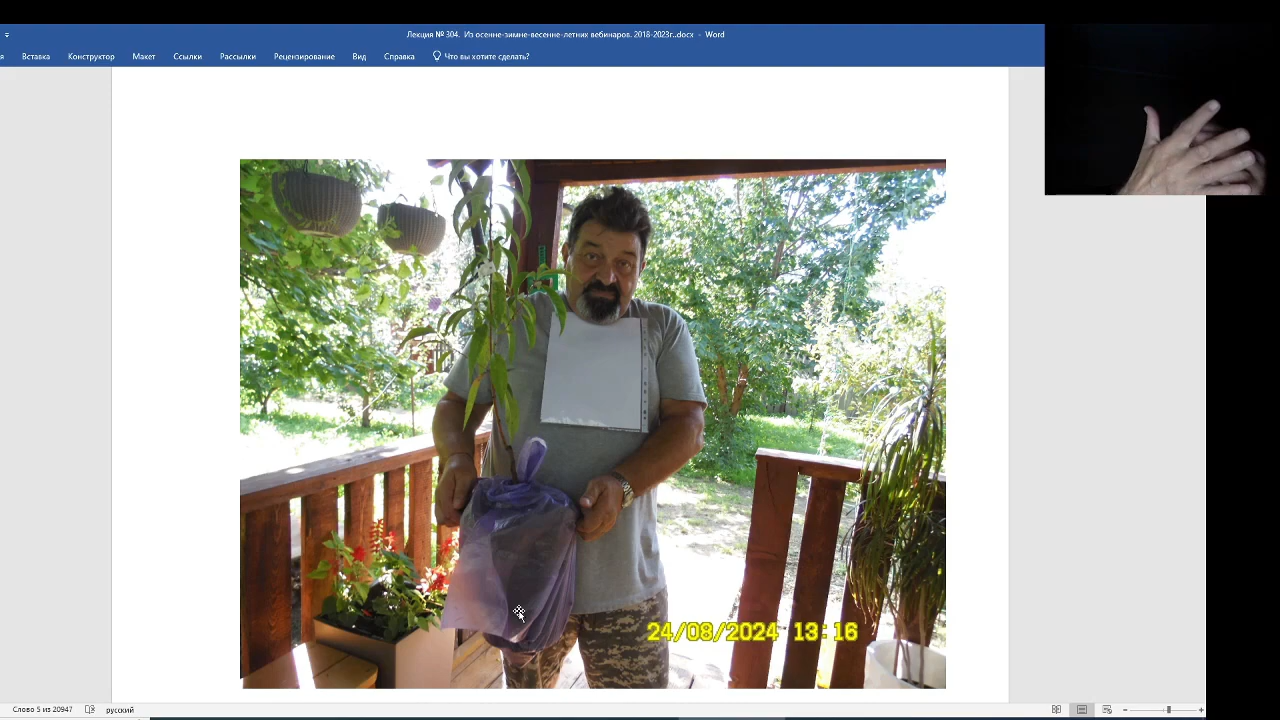 Лекция № 304. Из осенне-зимне-весенне-летних вебинаров. 2018-2023г..docx - Word
я Вставка Конструктор Макет Ссылки Рассылки Рецензирование Вид Справка Что вы хотите сделать?
24/08/2024 13:16
Слово 5 из 20947 русский